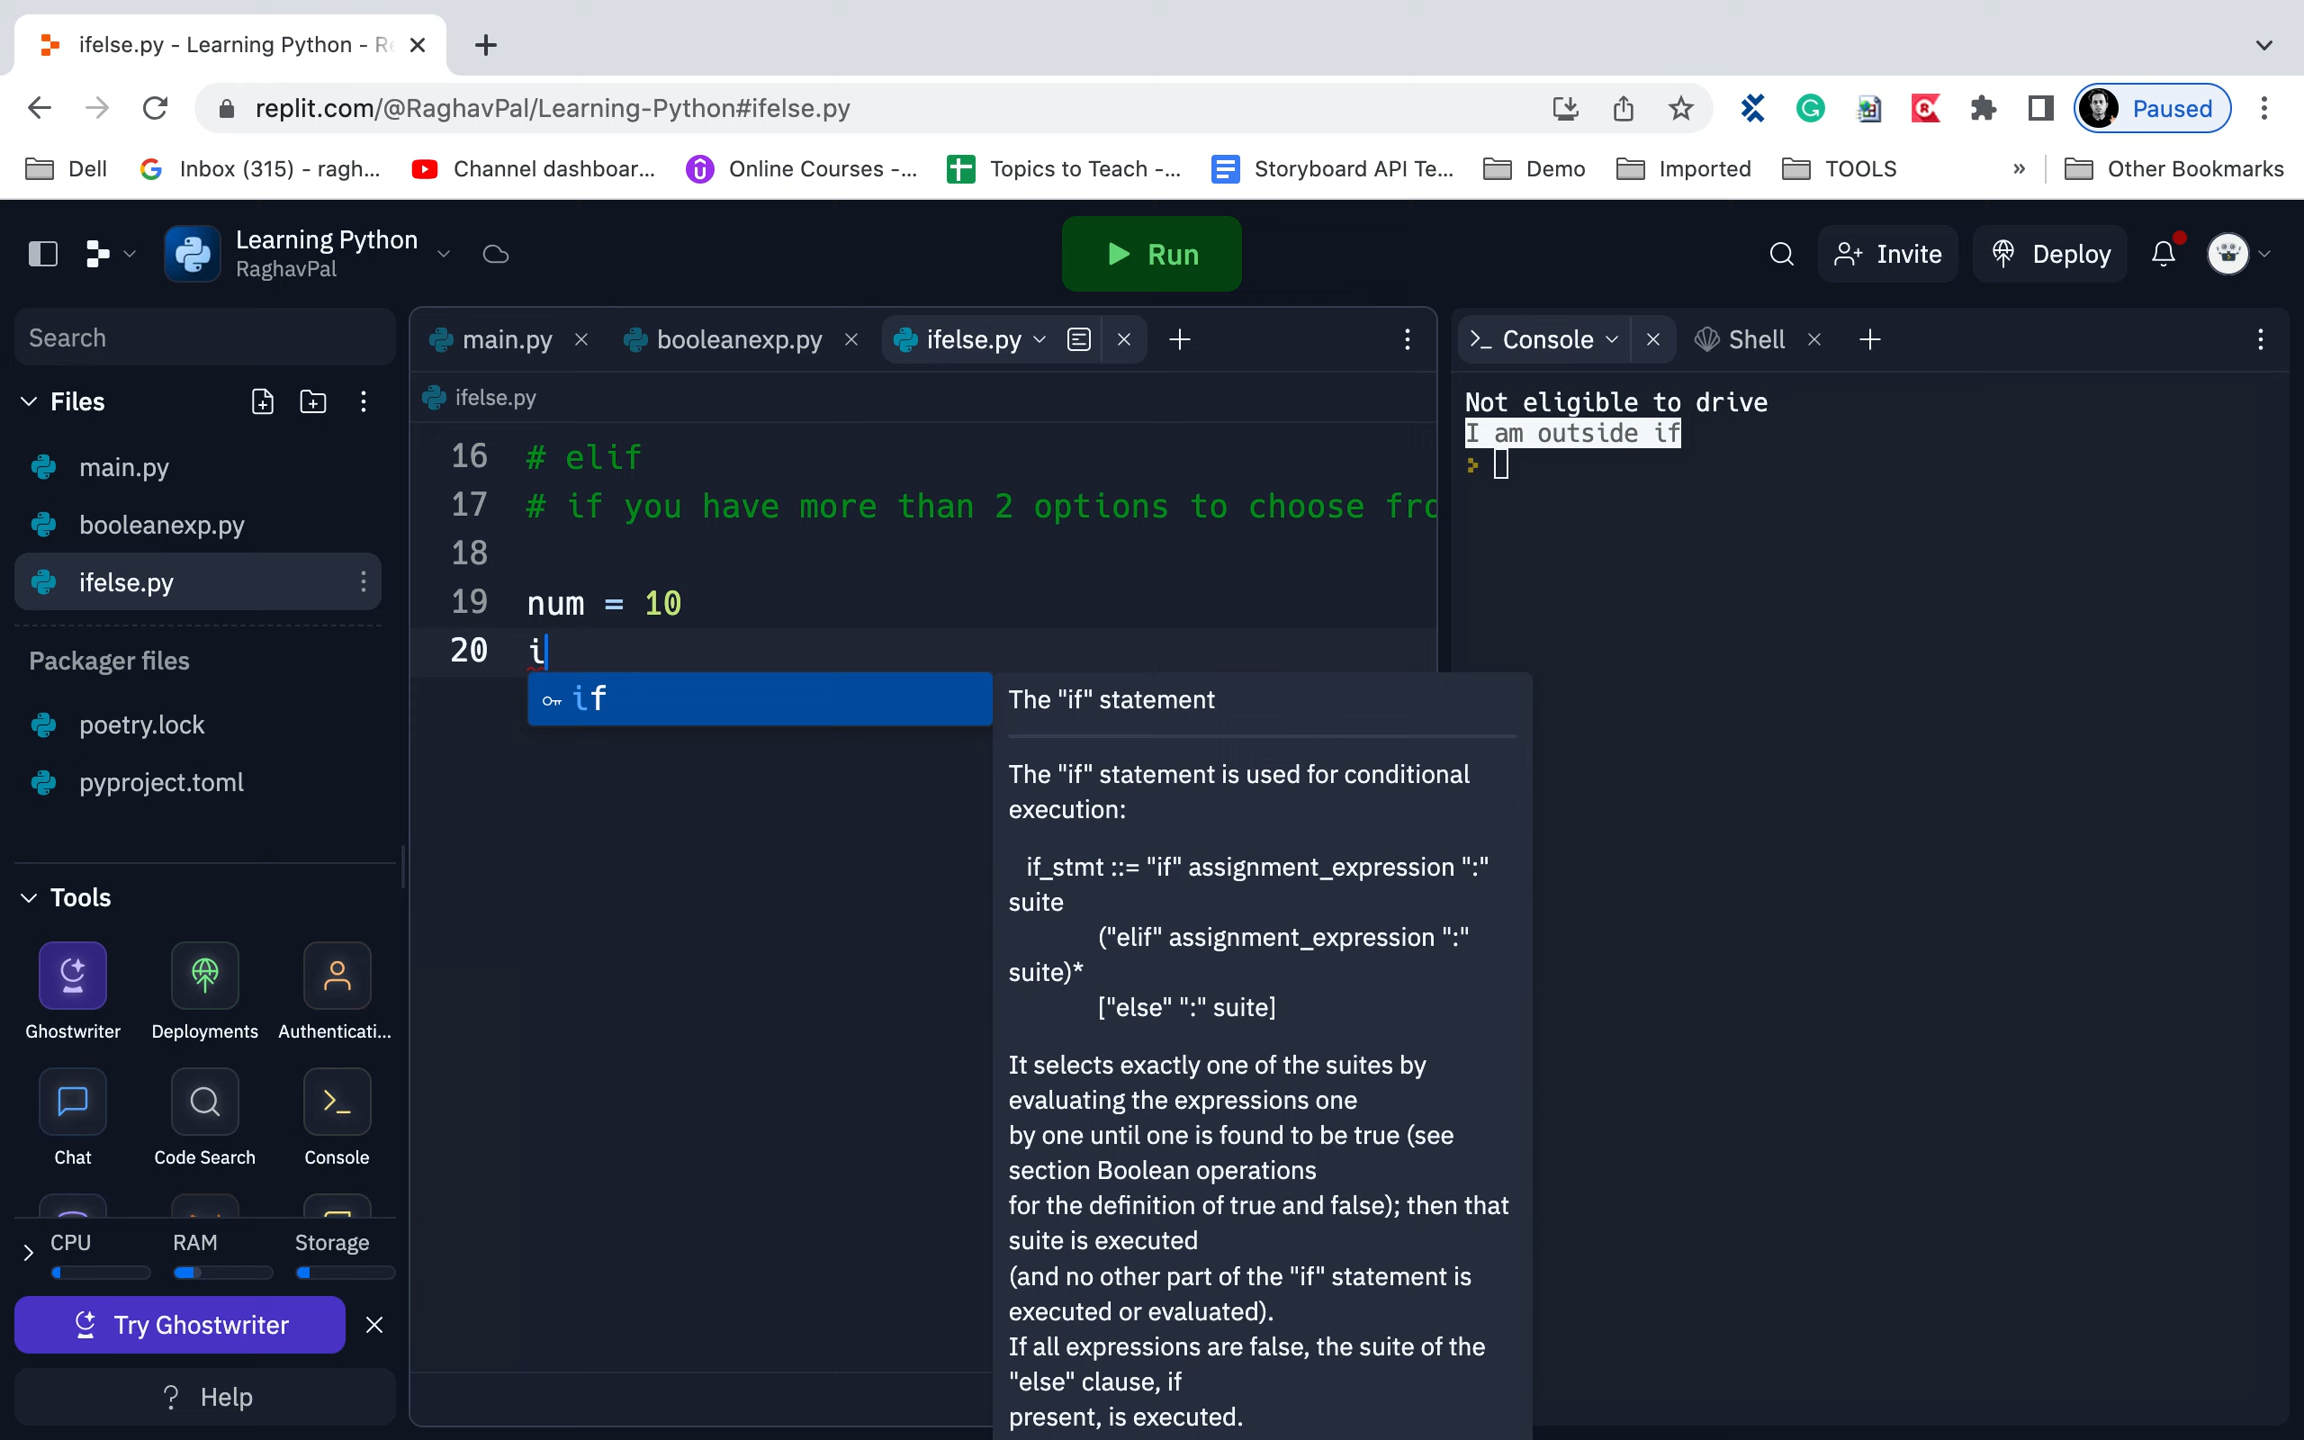 ifelse.py - Learning Python - Re
replit.com/@RaghavPal/Learning-Python#ifelse.py
Paused
Dell
Inbox (315) - ragh...
Channel dashboar...
Online Courses -...
Topics to Teach -...
Storyboard API Te...
Demo
Imported
TOOLS
»
Other Bookmarks
Learning Python
RaghavPal
Run
Invite
Deploy
Search
Files
main.py
booleanexp.py
ifelse.py
Packager files
poetry.lock
pyproject.toml
Tools
Ghostwriter
Deployments
Authenticati...
Chat
Code Search
Console
CPU
RAM
Storage
Try Ghostwriter
? Help
main.py
booleanexp.py
ifelse.py
ifelse.py
16 # elif
17 # if you have more than 2 options to choose fro
18
19 num = 10
20 i
if
The "if" statement
The "if" statement is used for conditional
execution:
if_stmt ::= "if" assignment_expression ":"
suite
("elif" assignment_expression ":"
suite)*
["else" ":" suite]
It selects exactly one of the suites by
evaluating the expressions one
by one until one is found to be true (see
section Boolean operations
for the definition of true and false); then that
suite is executed
(and no other part of the "if" statement is
executed or evaluated).
If all expressions are false, the suite of the
"else" clause, if
present, is executed.
Console
Shell
Not eligible to drive
I am outside if